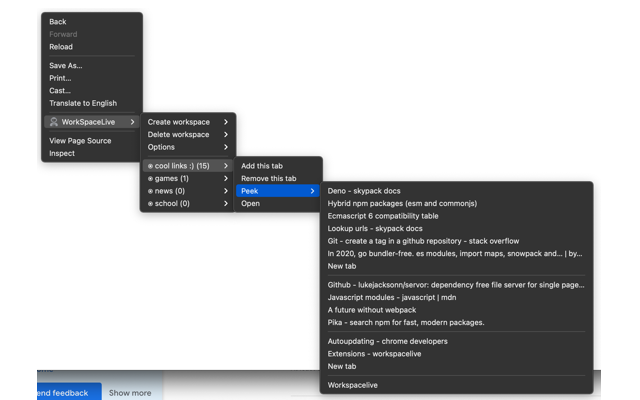 Back
Forward
Reload
Save As...
Print...
Cast...
Translate to English
WorkSpaceLive
View Page Source
Inspect
Create workspace
Delete workspace
Options
cool links :) (15)
games (1)
news (0)
school (0)
Add this tab
Remove this tab
Peek
Open
Deno - skypack docs
Hybrid npm packages (esm and commonjs)
Ecmascript 6 compatibility table
Lookup urls - skypack docs
Git - create a tag in a github repository - stack overflow
In 2020, go bundler-free. es modules, import maps, snowpack and... | by...
New tab
Github - lukejacksonn/servor: dependency free file server for single page...
Javascript modules - javascript | mdn
A future without webpack
Pika - search npm for fast, modern packages.
Autoupdating - chrome developers
Extensions - workspacelive
New tab
Workspacelive
end feedback
Show more